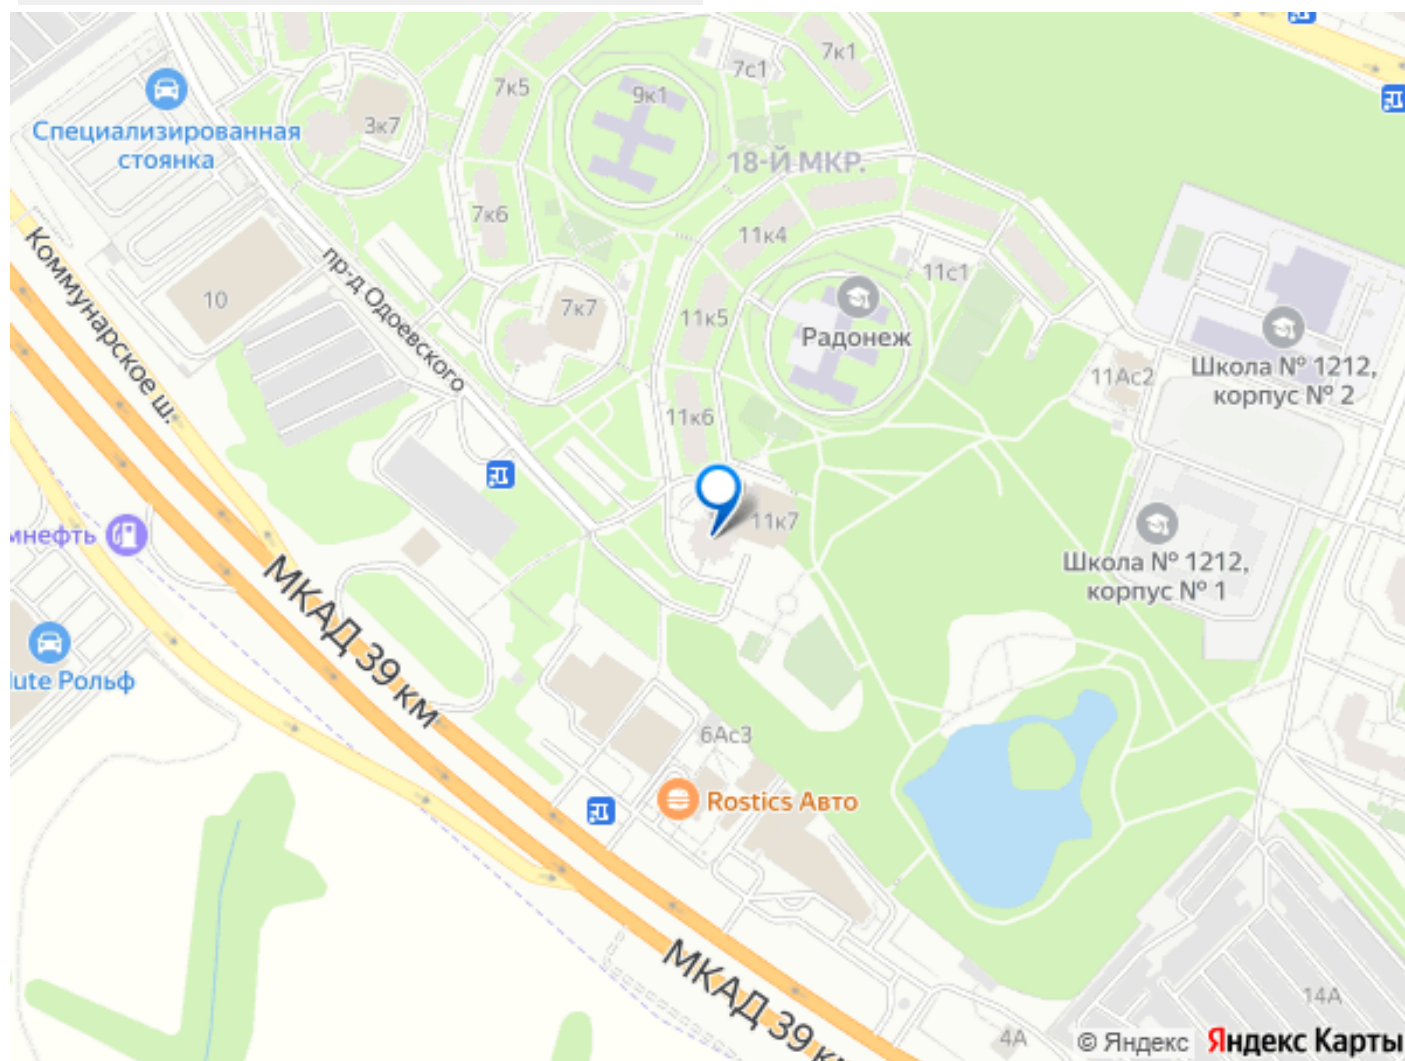 7к1
7с1
7к5
9к1
3к7
Специализированная
стоянка
18-Й МКР.
7к6
11к4
Коммунарское ш.
пр-д Одоевского
11с1
10
7к7
11к5
Радонеж
Школа № 1212,
корпус № 2
11Ас2
11к6
11к7
мнефть
Школа № 1212,
корпус № 1
МКАД 39 км
lute Рольф
6Ас3
Rostics Авто
МКАД 39 км
14А
4А
© Яндекс Яндекс Карты